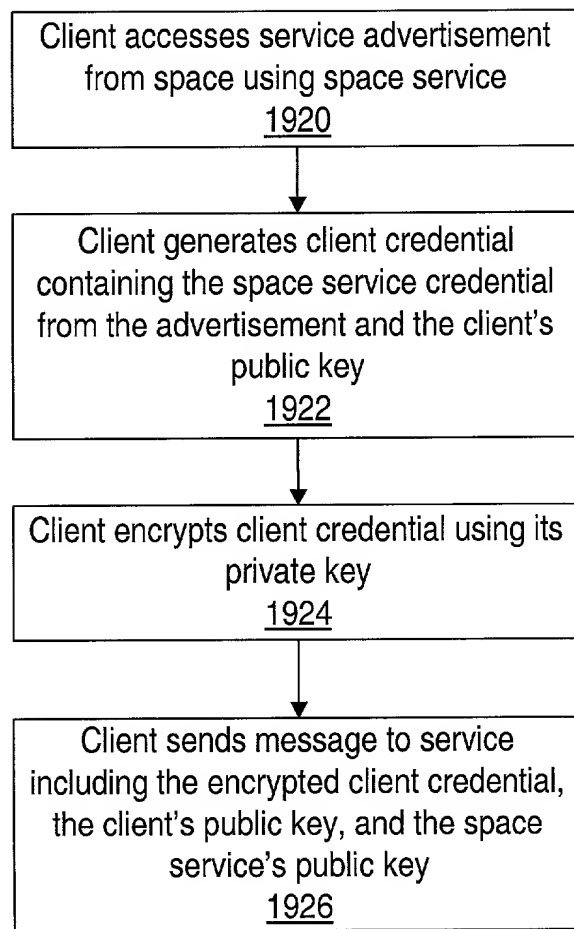 Client accesses service advertisement
from space using space service
1920
Client generates client credential
containing the space service credential
from the advertisement and the client's
public key
1922
Client encrypts client credential using its
private key
1924
Client sends message to service
including the encrypted client credential,
the client's public key, and the space
service's public key
1926